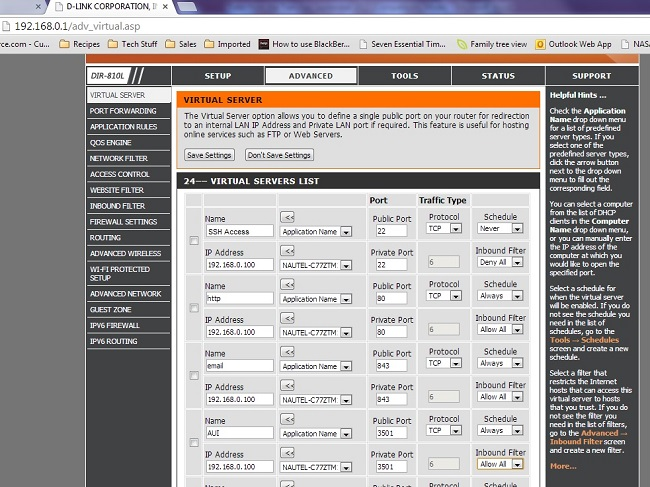 D-LINK CORPORATION, I
192.168.0.1/adv_virtual.asp
rce.com - Cu... Recipes Tech Stuff Sales Imported How to use BlackBer... Seven Essential Tim... Family tree view Outlook Web App NAS
DIR-810L SETUP ADVANCED TOOLS STATUS SUPPORT
VIRTUAL SERVER
PORT FORWARDING
APPLICATION RULES
QOS ENGINE
NETWORK FILTER
ACCESS CONTROL
WEBSITE FILTER
INBOUND FILTER
FIREWALL SETTINGS
ROUTING
ADVANCED WIRELESS
WI-FI PROTECTED
SETUP
ADVANCED NETWORK
GUEST ZONE
IPV6 FIREWALL
IPV6 ROUTING
VIRTUAL SERVER
The Virtual Server option allows you to define a single public port on your router for redirection
to an internal LAN IP Address and Private LAN port if required. This feature is useful for hosting
online services such as FTP or Web Servers.
Save Settings Don't Save Settings
24-- VIRTUAL SERVERS LIST
Port Traffic Type
Name << Public Port Protocol Schedule
SSH Access Application Name 22 TCP Never
IP Address << Private Port Inbound Filter
192.168.0.100 NAUTEL-C77ZTM 22 6 Deny All
Name << Public Port Protocol Schedule
http Application Name 80 TCP Always
IP Address << Private Port Inbound Filter
192.168.0.100 NAUTEL-C77ZTM 80 6 Allow All
Name << Public Port Protocol Schedule
email Application Name 843 TCP Always
IP Address << Private Port Inbound Filter
192.168.0.100 NAUTEL-C77ZTM 843 6 Allow All
Name << Public Port Protocol Schedule
AUI Application Name 3501 TCP Always
IP Address << Private Port Inbound Filter
192.168.0.100 NAUTEL-C77ZTM 3501 6 Allow All
Name Public Port Protocol Schedule
Helpful Hints ...
Check the Application
Name drop down menu
for a list of predefined
server types. If you
select one of the
predefined server types,
click the arrow button
next to the drop down
menu to fill out the
corresponding field.
You can select a computer
from the list of DHCP
clients in the Computer
Name drop down menu,
or you can manually enter
the IP address of the
computer at which you
would like to open the
specified port.
Select a schedule for
when the virtual server
will be enabled. If you do
not see the schedule you
need in the list of
schedules, go to the
Tools → Schedules
screen and create a new
schedule.
Select a filter that
restricts the Internet
hosts that can access this
virtual server to hosts
that you trust. If you do
not see the filter you
need in the list of filters,
go to the Advanced →
Inbound Filter screen
and create a new filter.
More...